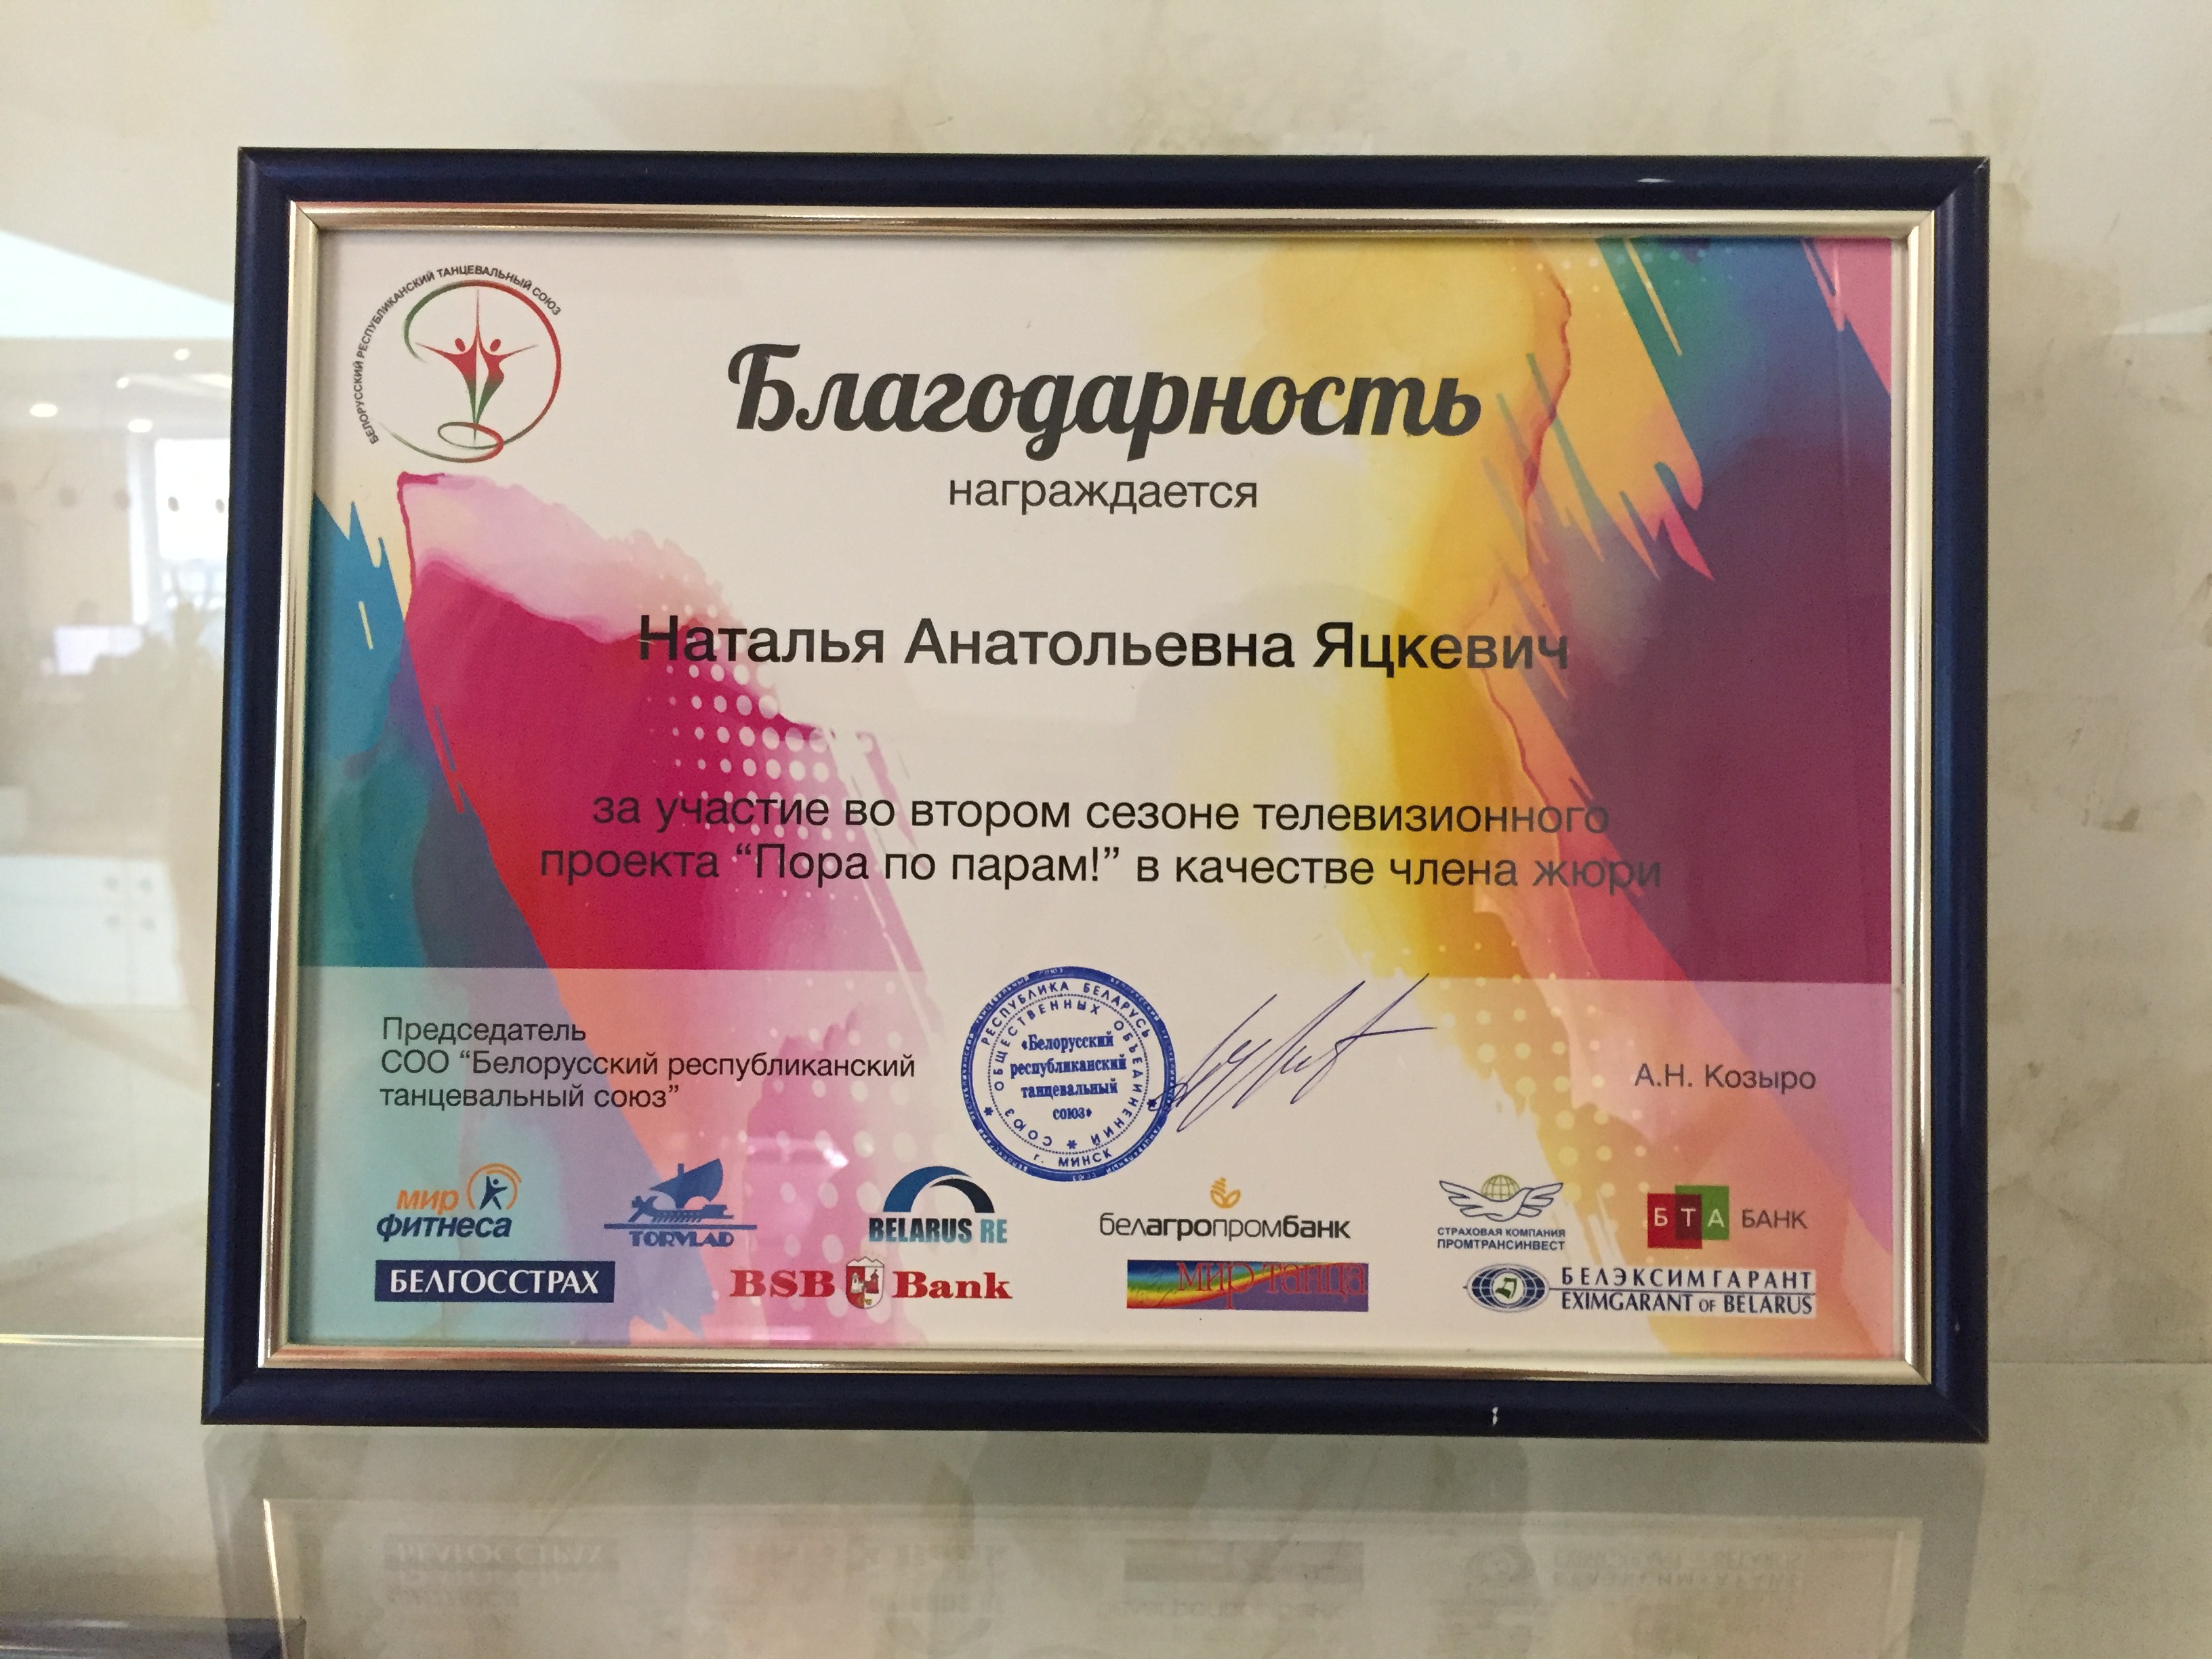 БЕЛОРУССКИЙ РЕСПУБЛИКАНСКИЙ ТАНЦЕВАЛЬНЫЙ СОЮЗ
Благодарность
награждается
Наталья Анатольевна Яцкевич
за участие во втором сезоне телевизионного
проекта “Пора по парам!” в качестве члена жюри
Председатель
СОО “Белорусский республиканский
танцевальный союз”
РЕСПУБЛИКА БЕЛАРУСЬ
СОЮЗ ОБЩЕСТВЕННЫХ ОБЪЕДИНЕНИЙ
«Белорусский
республиканский
танцевальный
союз»
г. МИНСК
А.Н. Козыро
мир
фитнеса
TORVLAD
BELARUS RE
белагропромбанк
СТРАХОВАЯ КОМПАНИЯ
ПРОМТРАНСИНВЕСТ
БТА БАНК
БЕЛГОССТРАХ
BSB Bank
мир танца
БЕЛЭКСИМГАРАНТ
EXIMGARANT OF BELARUS